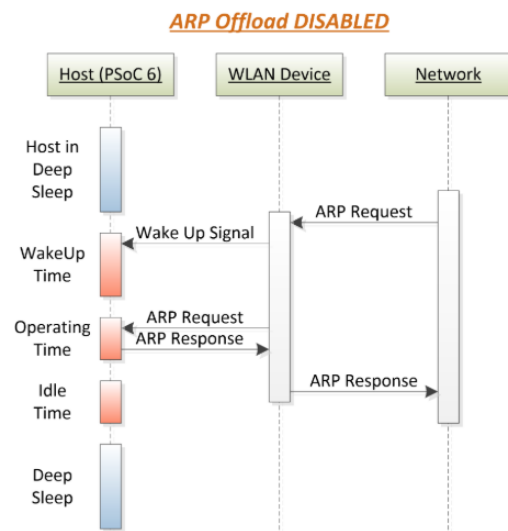 ARP Offload DISABLED
Host (PSoC 6)
WLAN Device
Network
Host in
Deep
Sleep
ARP Request
Wake Up Signal
WakeUp
Time
ARP Request
Operating
Time
ARP Response
ARP Response
Idle
Time
Deep
Sleep